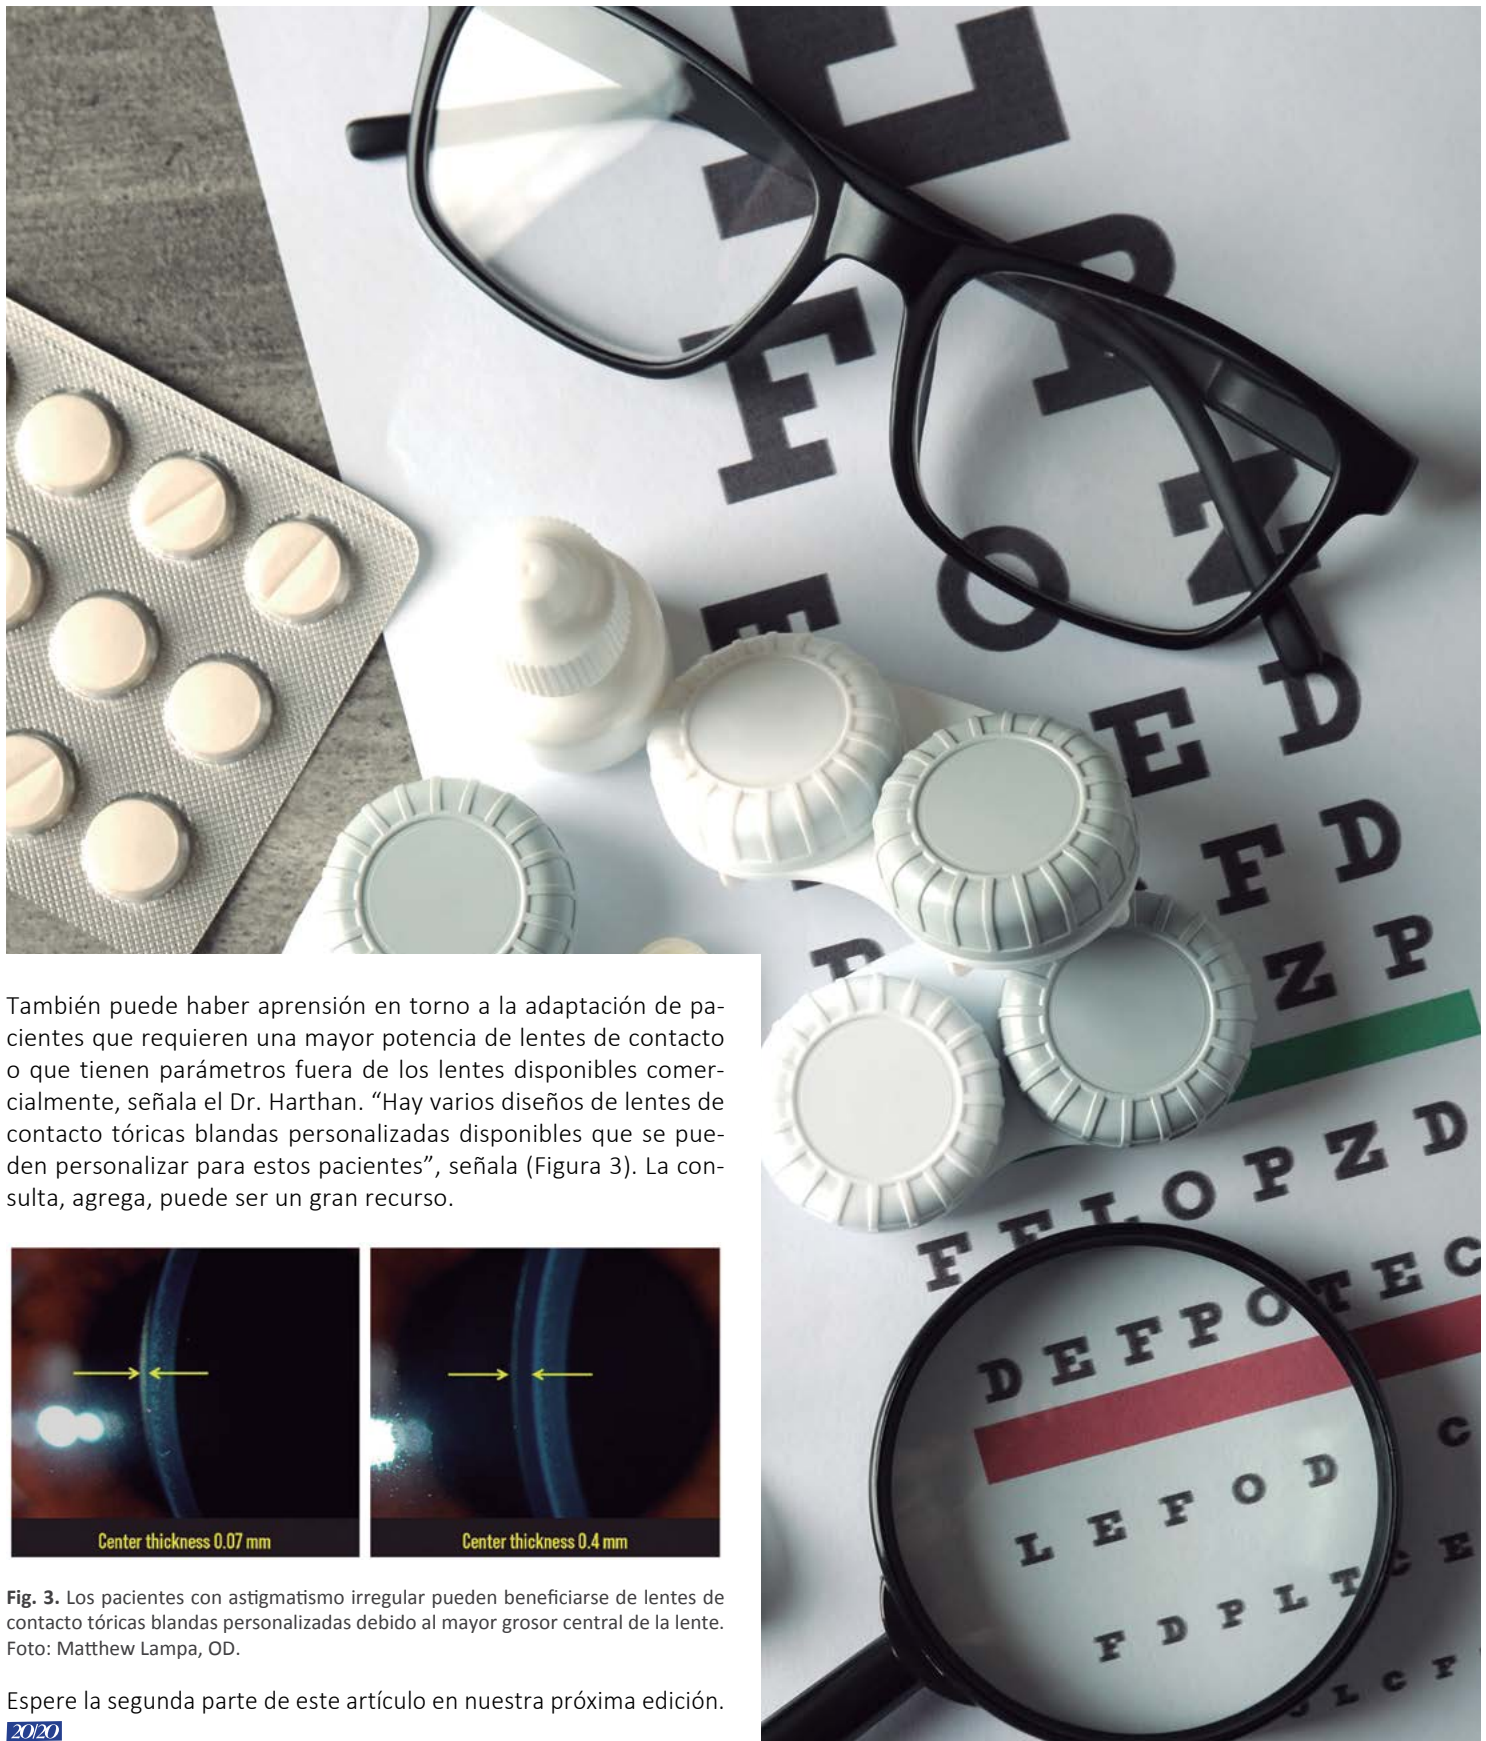 E
F P
E O Z
E D
F D
P Z P
F E L O P Z D
D E F P O T E C
L E F O D C
F D P L T C E
L C F
También puede haber aprensión en torno a la adaptación de pa-
cientes que requieren una mayor potencia de lentes de contacto
o que tienen parámetros fuera de los lentes disponibles comer-
cialmente, señala el Dr. Harthan. “Hay varios diseños de lentes de
contacto tóricas blandas personalizadas disponibles que se pue-
den personalizar para estos pacientes”, señala (Figura 3). La con-
sulta, agrega, puede ser un gran recurso.
Center thickness 0.07 mm
Center thickness 0.4 mm
Fig. 3. Los pacientes con astigmatismo irregular pueden beneficiarse de lentes de
contacto tóricas blandas personalizadas debido al mayor grosor central de la lente.
Foto: Matthew Lampa, OD.
Espere la segunda parte de este artículo en nuestra próxima edición.
20/20